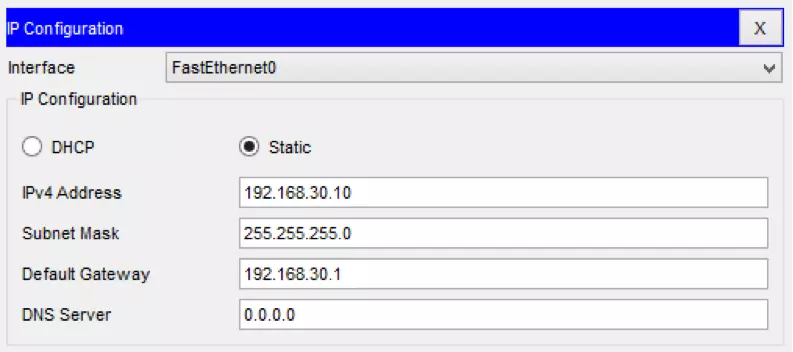 IP Configuration X
Interface FastEthernet0
IP Configuration
DHCP Static
IPv4 Address 192.168.30.10
Subnet Mask 255.255.255.0
Default Gateway 192.168.30.1
DNS Server 0.0.0.0